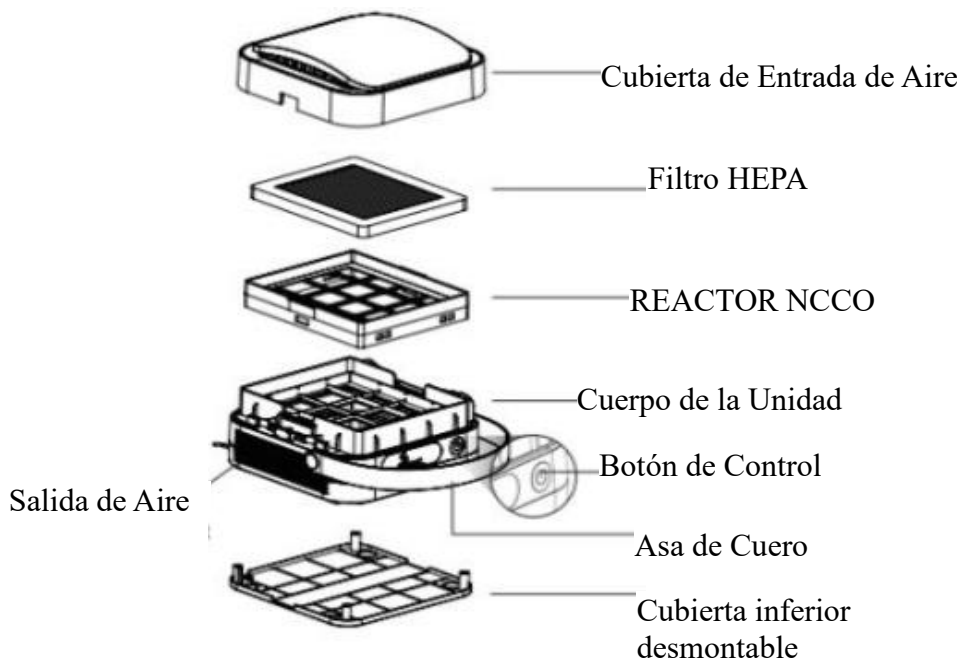 Cubierta de Entrada de Aire
Filtro HEPA
REACTOR NCCO
Cuerpo de la Unidad
Botón de Control
Salida de Aire
Asa de Cuero
Cubierta inferior
desmontable